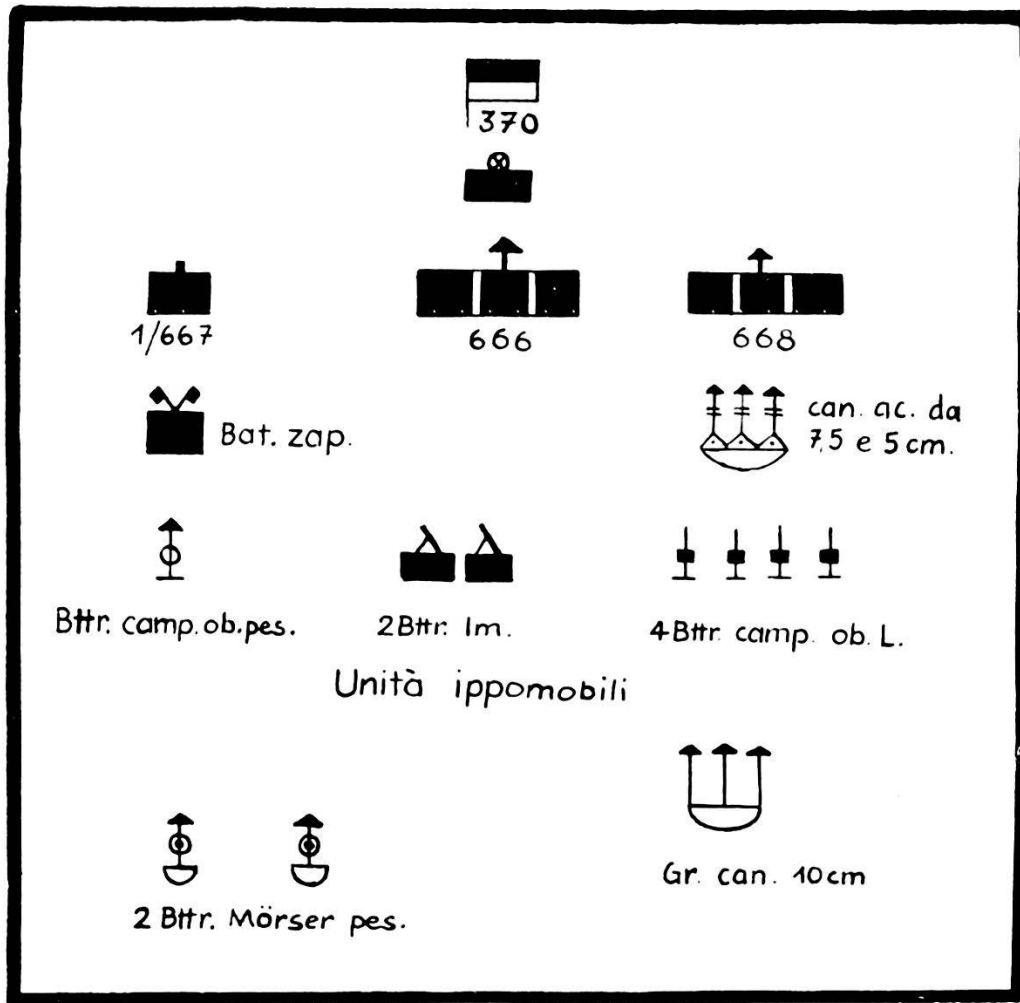 370
1/667
666
668
Bat. zap.
can. ac. da
7,5 e 5 cm.
Bttr. camp. ob. pes.
2 Bttr. lm.
4 Bttr. camp. ob. L.
Unità ippomobili
2 Bttr. Mörser pes.
Gr. can. 10 cm